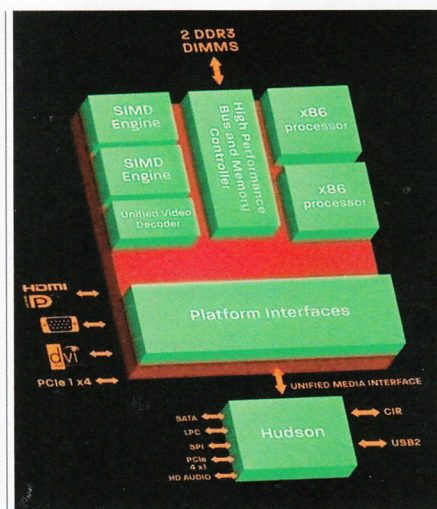 2 DDR3
DIMMS
SIMD
Engine
SIMD
Engine
Unified Video
Decoder
High Performance
Bus and Memory
Controller
x86
processor
x86
processor
HDMI
DP
dvi
PCIe 1 x4
Platform Interfaces
UNIFIED MEDIA INTERFACE
SATA
LPC
SPI
PCIe
4 x1
HD AUDIO
Hudson
CIR
USB2